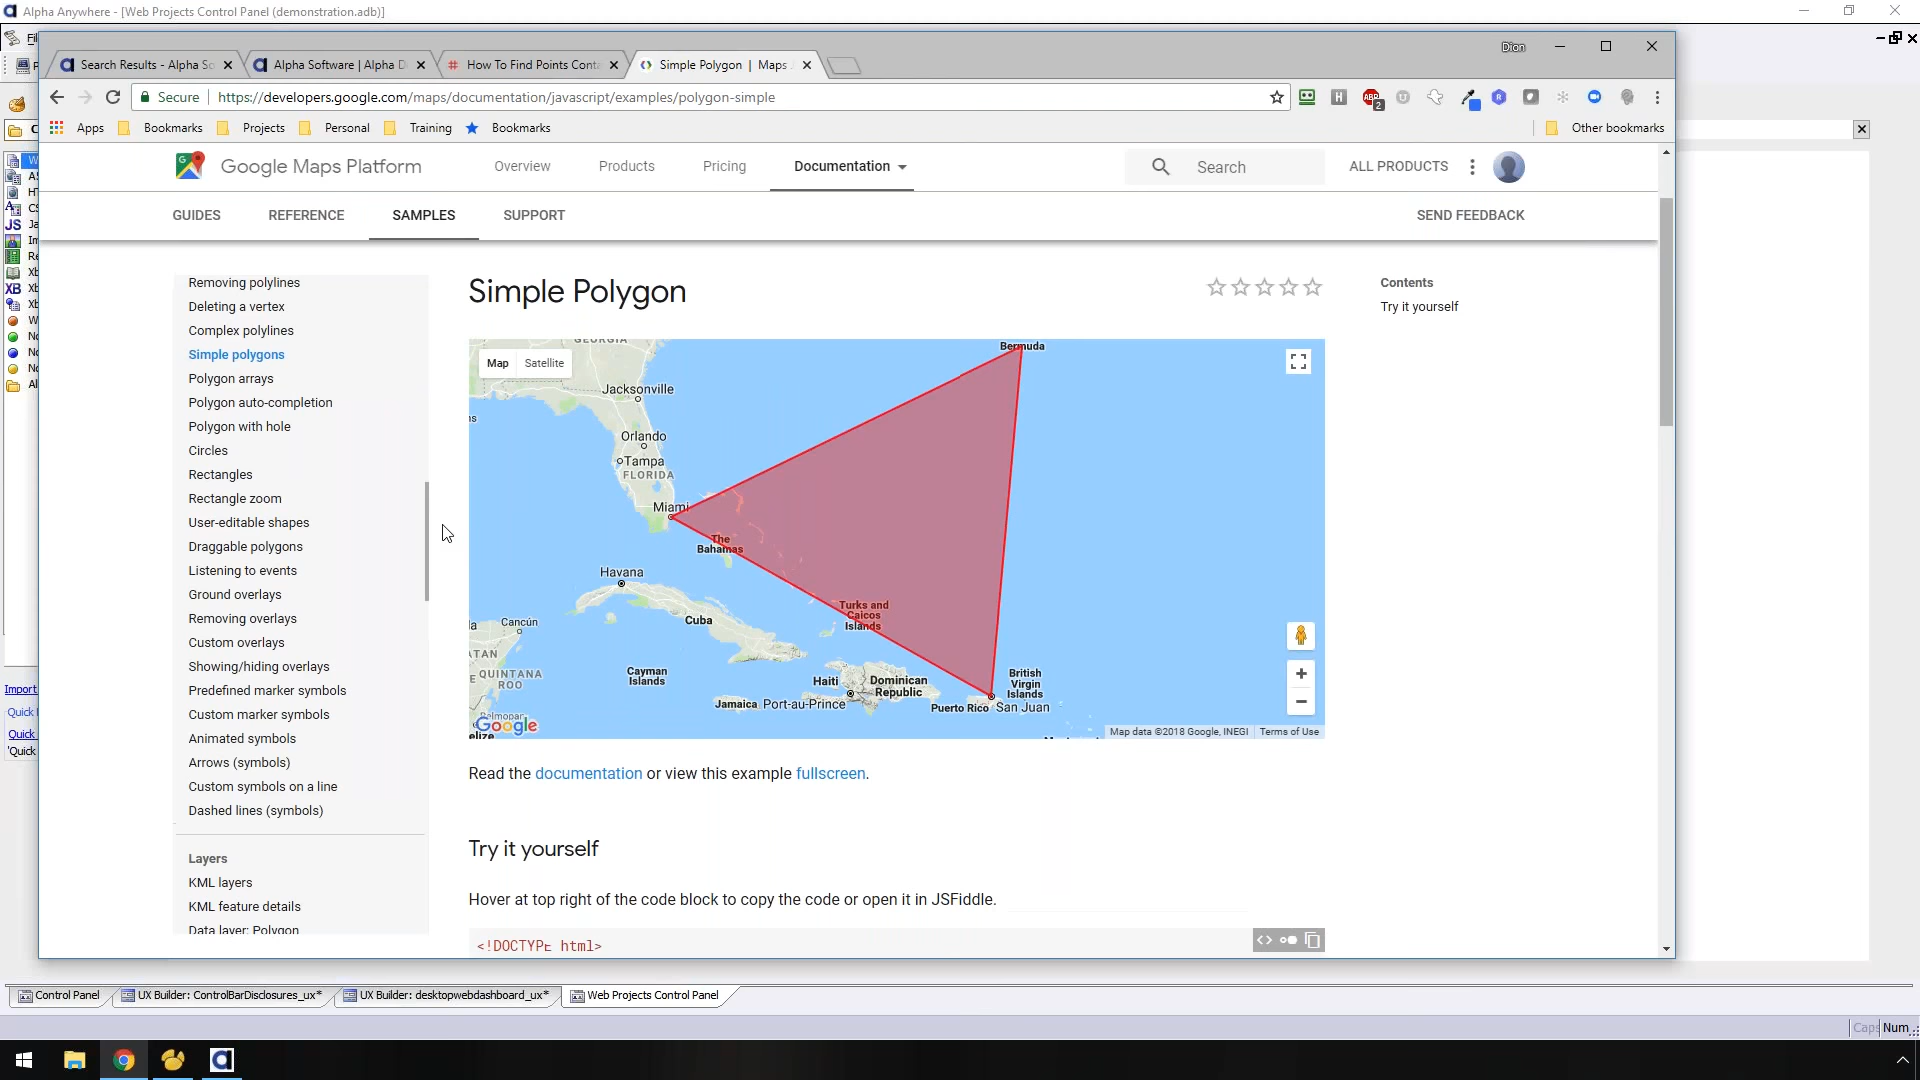 Alpha Anywhere - [Web Projects Control Panel (demonstration.adb)]
Dion
Search Results - Alpha So
Alpha Software | Alpha D
How To Find Points Conta
Simple Polygon | Maps
Secure
https://developers.google.com/maps/documentation/javascript/examples/polygon-simple
Apps
Bookmarks
Projects
Personal
Training
Bookmarks
Other bookmarks
Google Maps Platform
Overview
Products
Pricing
Documentation
Search
ALL PRODUCTS
GUIDES
REFERENCE
SAMPLES
SUPPORT
SEND FEEDBACK
Removing polylines
Deleting a vertex
Complex polylines
Simple polygons
Polygon arrays
Polygon auto-completion
Polygon with hole
Circles
Rectangles
Rectangle zoom
User-editable shapes
Draggable polygons
Listening to events
Ground overlays
Removing overlays
Custom overlays
Showing/hiding overlays
Predefined marker symbols
Custom marker symbols
Animated symbols
Arrows (symbols)
Custom symbols on a line
Dashed lines (symbols)
Layers
KML layers
KML feature details
Data layer: Polygon
Simple Polygon
Contents
Try it yourself
Map
Satellite
GEORGIA
Bermuda
Jacksonville
Orlando
Tampa
FLORIDA
Miami
The
Bahamas
Havana
Turks and
Caicos
Islands
Cuba
Cancún
QUINTANA
ROO
Cayman
Islands
Haiti
Dominican
Republic
British
Virgin
Islands
Jamaica
Port-au-Prince
Puerto Rico
San Juan
Belmopan
elize
Google
Map data ©2018 Google, INEGI
Terms of Use
Read the documentation or view this example fullscreen.
Try it yourself
Hover at top right of the code block to copy the code or open it in JSFiddle.
<!DOCTYPE html>
Import
Quick
'Quick
Control Panel
UX Builder: ControlBarDisclosures_ux*
UX Builder: desktopwebdashboard_ux*
Web Projects Control Panel
Caps
Num